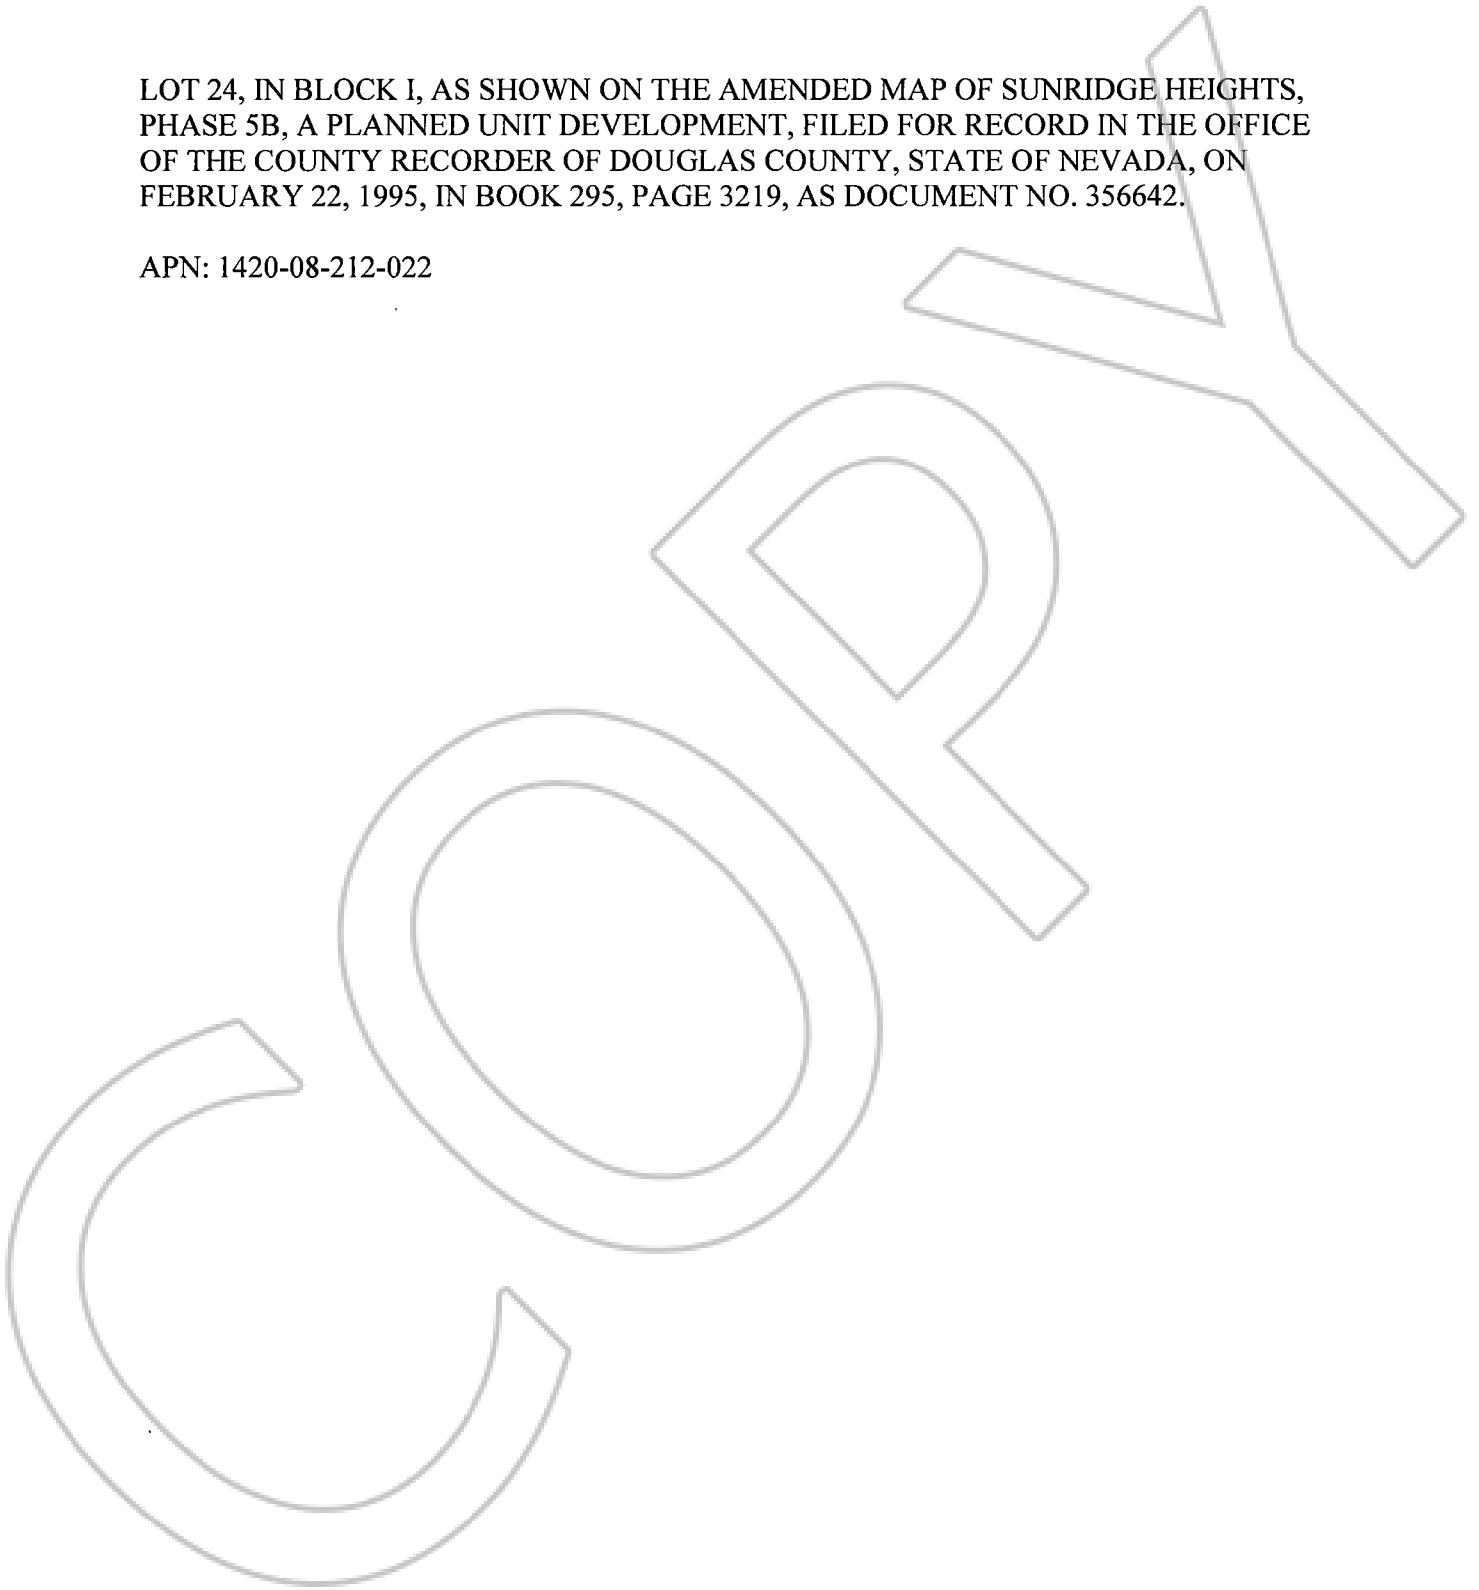 LOT 24, IN BLOCK I, AS SHOWN ON THE AMENDED MAP OF SUNRIDGE HEIGHTS,
PHASE 5B, A PLANNED UNIT DEVELOPMENT, FILED FOR RECORD IN THE OFFICE
OF THE COUNTY RECORDER OF DOUGLAS COUNTY, STATE OF NEVADA, ON
FEBRUARY 22, 1995, IN BOOK 295, PAGE 3219, AS DOCUMENT NO. 356642.
APN: 1420-08-212-022
COPY